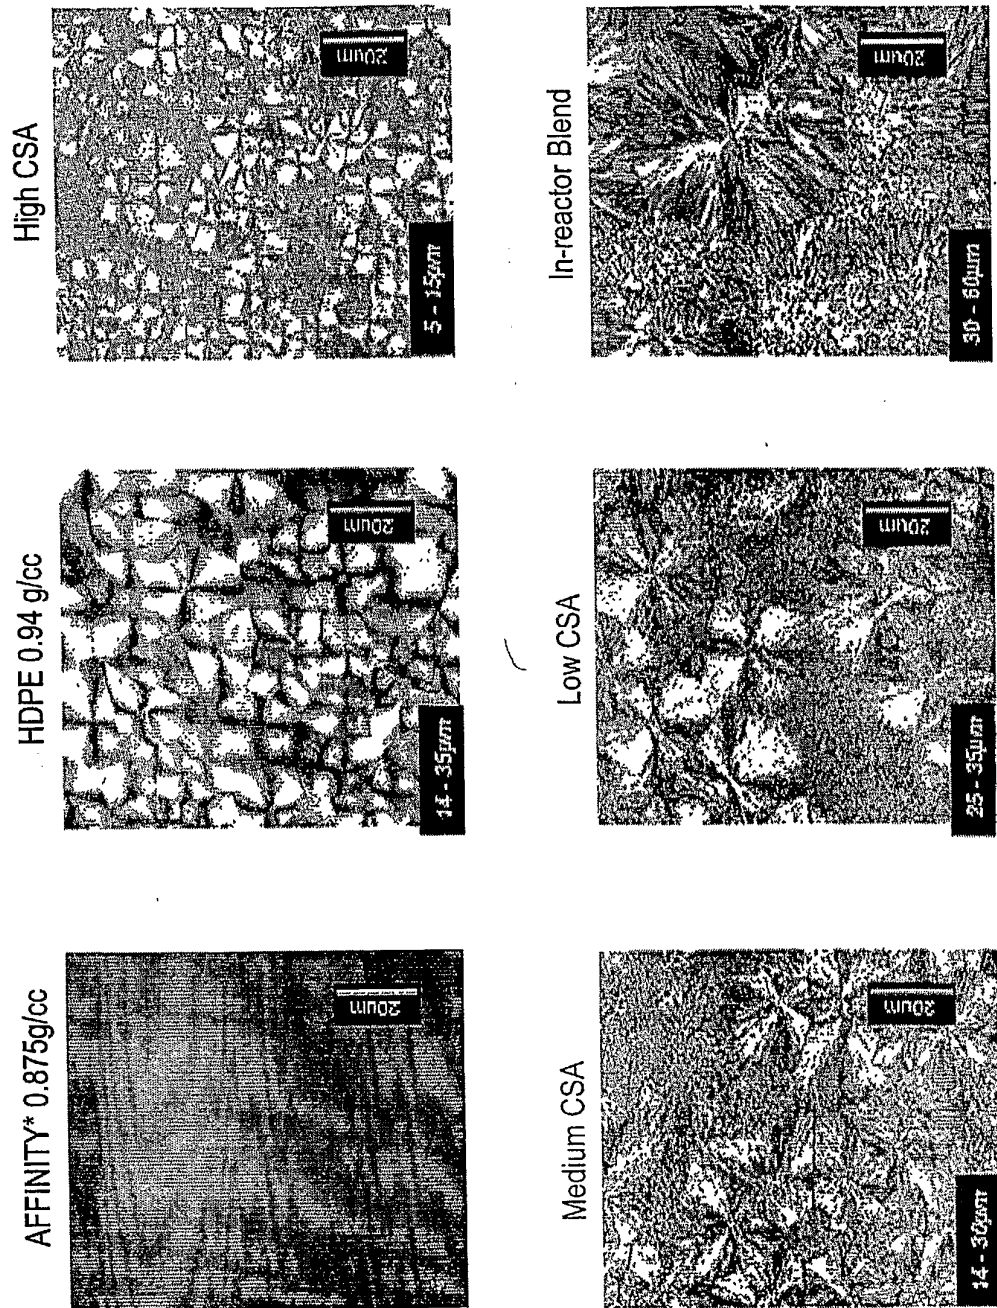 AFFINITY* 0.875g/cc
20um
HDPE 0.94 g/cc
20um
14 - 35µm
High CSA
20um
5 - 15µm
Medium CSA
20um
14 - 30µm
Low CSA
20um
25 - 35µm
In-reactor Blend
20um
30 - 60µm